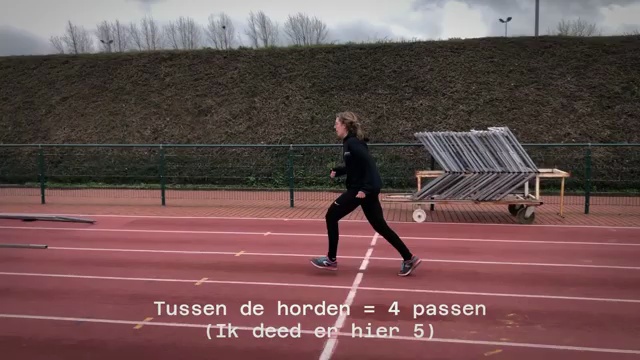 Tussen de horden = 4 passen
(Ik deed er hier 5)